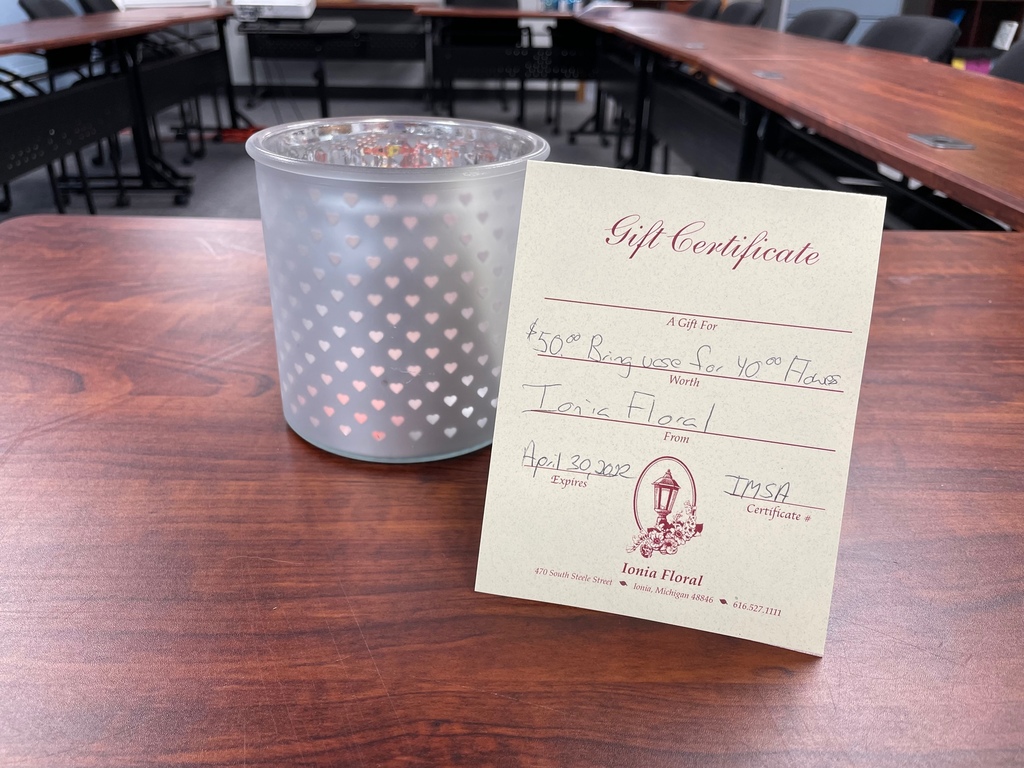 Gift Certificate
A Gift For
$50.00 Bring vase for 40.00 Flowers
Worth
Ionia Floral
From
April 30, 2022 IMSA
Expires Certificate #
Ionia Floral
470 South Steele Street ◆ Ionia, Michigan 48846 ◆ 616.527.1111